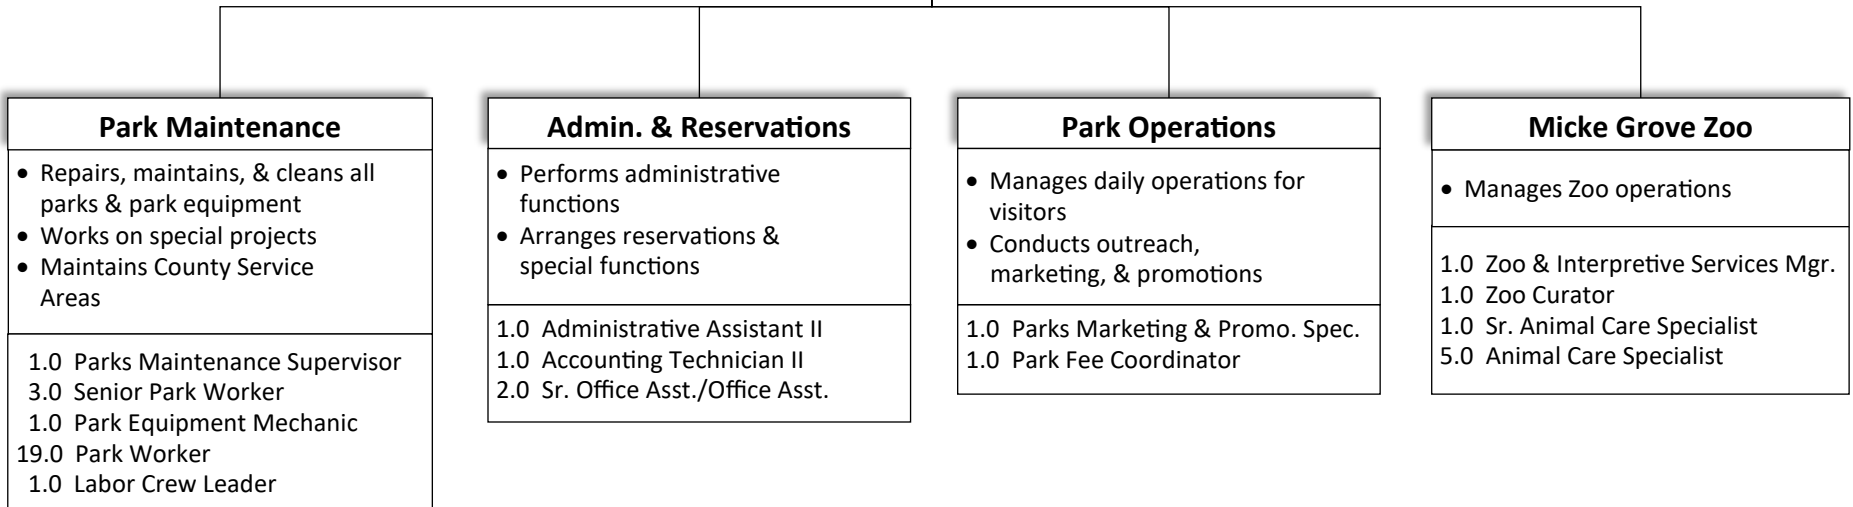 Park Maintenance
• Repairs, maintains, & cleans all
parks & park equipment
• Works on special projects
• Maintains County Service
Areas
1.0 Parks Maintenance Supervisor
3.0 Senior Park Worker
1.0 Park Equipment Mechanic
19.0 Park Worker
1.0 Labor Crew Leader
Admin. & Reservations
• Performs administrative
functions
• Arranges reservations &
special functions
1.0 Administrative Assistant II
1.0 Accounting Technician II
2.0 Sr. Office Asst./Office Asst.
Park Operations
• Manages daily operations for
visitors
• Conducts outreach,
marketing, & promotions
1.0 Parks Marketing & Promo. Spec.
1.0 Park Fee Coordinator
Micke Grove Zoo
• Manages Zoo operations
1.0 Zoo & Interpretive Services Mgr.
1.0 Zoo Curator
1.0 Sr. Animal Care Specialist
5.0 Animal Care Specialist